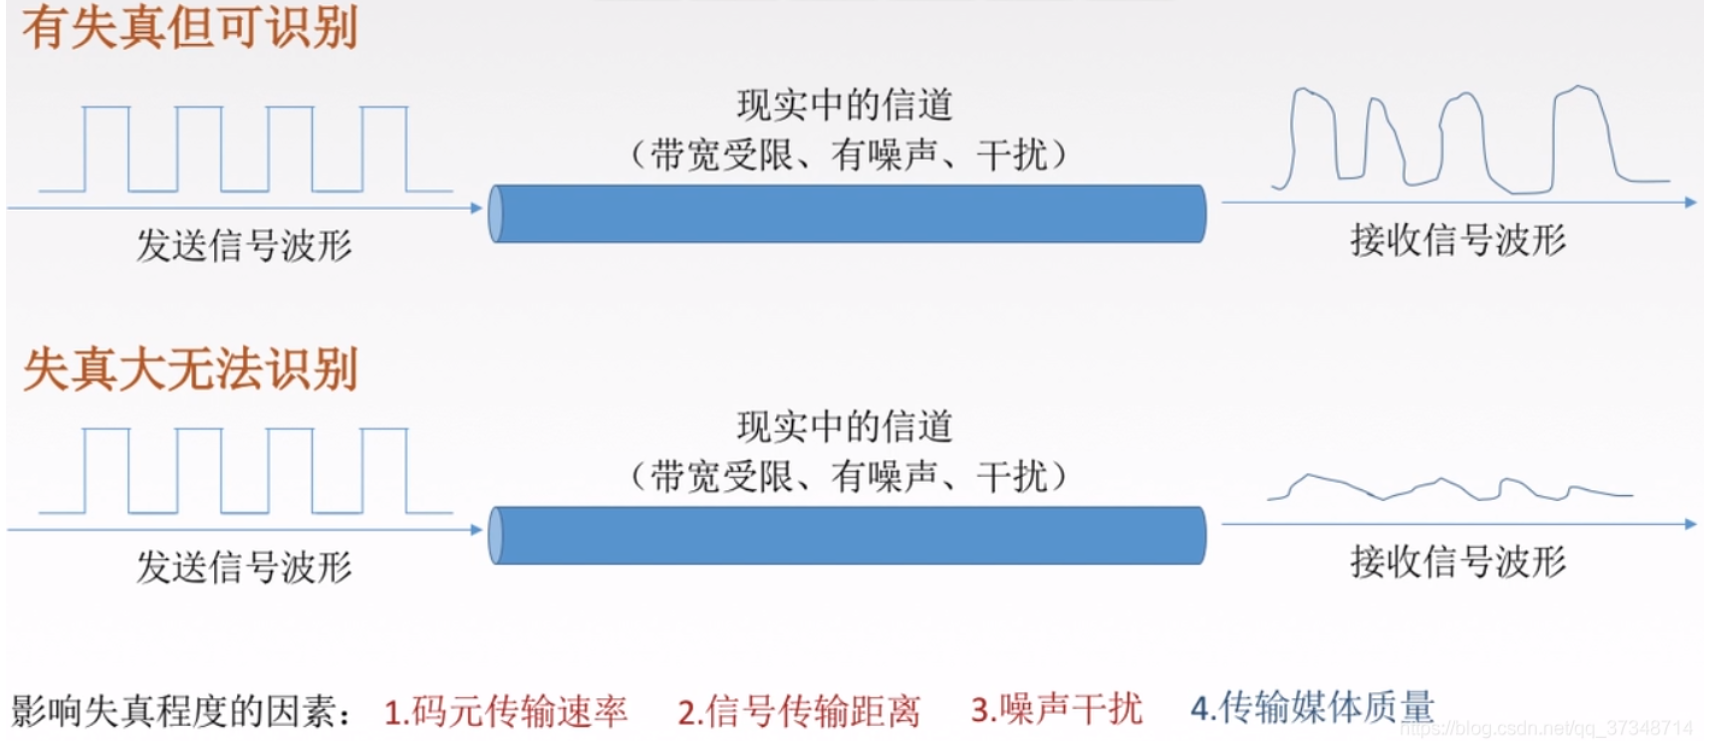 有失真但可识别
现实中的信道
（带宽受限、有噪声、干扰）
发送信号波形
接收信号波形
失真大无法识别
现实中的信道
（带宽受限、有噪声、干扰）
发送信号波形
接收信号波形
影响失真程度的因素： 1.码元传输速率 2.信号传输距离 3.噪声干扰 4.传输媒体质量
https://blog.csdn.net/qq_37348714